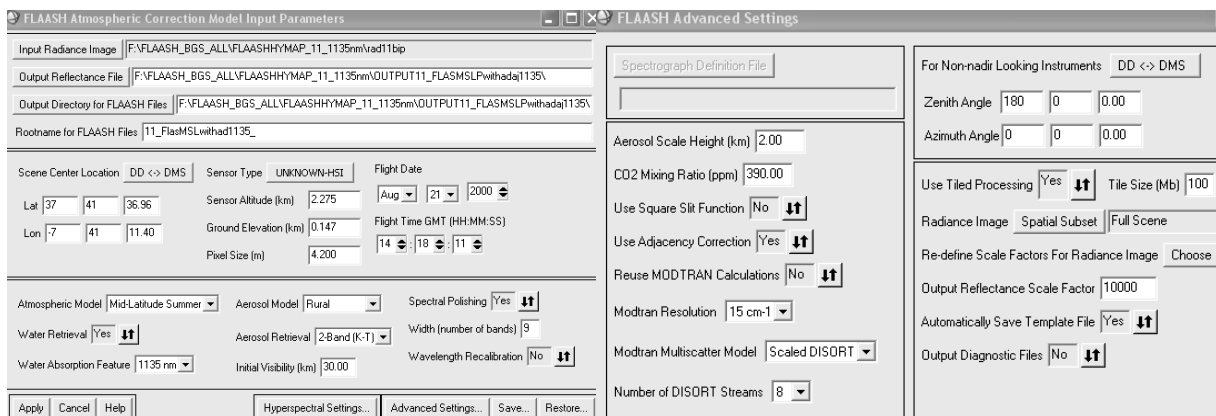 FLAASH Atmospheric Correction Model Input Parameters
Input Radiance Image F:\FLAASH_BGS_ALL\FLAASHHYMAP_11_1135nm\rad11bip
Output Reflectance File F:\FLAASH_BGS_ALL\FLAASHHYMAP_11_1135nm\OUTPUT11_FLASMSLPwithadaj1135\
Output Directory for FLAASH Files F:\FLAASH_BGS_ALL\FLAASHHYMAP_11_1135nm\OUTPUT11_FLASMSLPwithadaj1135\
Rootname for FLAASH Files 11_FlasMSLwithad1135_
Scene Center Location DD <-> DMS
Lat 37 41 36.96
Lon -7 41 11.40
Sensor Type UNKNOWN-HSI
Sensor Altitude (km) 2.275
Ground Elevation (km) 0.147
Pixel Size (m) 4.200
Flight Date
Aug 21 2000
Flight Time GMT (HH:MM:SS)
14 : 18 : 11
Atmospheric Model Mid-Latitude Summer
Water Retrieval Yes
Water Absorption Feature 1135 nm
Aerosol Model Rural
Aerosol Retrieval 2-Band (K-T)
Initial Visibility (km) 30.00
Spectral Polishing Yes
Width (number of bands) 9
Wavelength Recalibration No
Apply Cancel Help Hyperspectral Settings... Advanced Settings... Save... Restore...
FLAASH Advanced Settings
Spectrograph Definition File
Aerosol Scale Height (km) 2.00
CO2 Mixing Ratio (ppm) 390.00
Use Square Slit Function No
Use Adjacency Correction Yes
Reuse MODTRAN Calculations No
Modtran Resolution 15 cm-1
Modtran Multiscatter Model Scaled DISORT
Number of DISORT Streams 8
For Non-nadir Looking Instruments DD <-> DMS
Zenith Angle 180 0 0.00
Azimuth Angle 0 0 0.00
Use Tiled Processing Yes Tile Size (Mb) 100
Radiance Image Spatial Subset Full Scene
Re-define Scale Factors For Radiance Image Choose
Output Reflectance Scale Factor 10000
Automatically Save Template File Yes
Output Diagnostic Files No